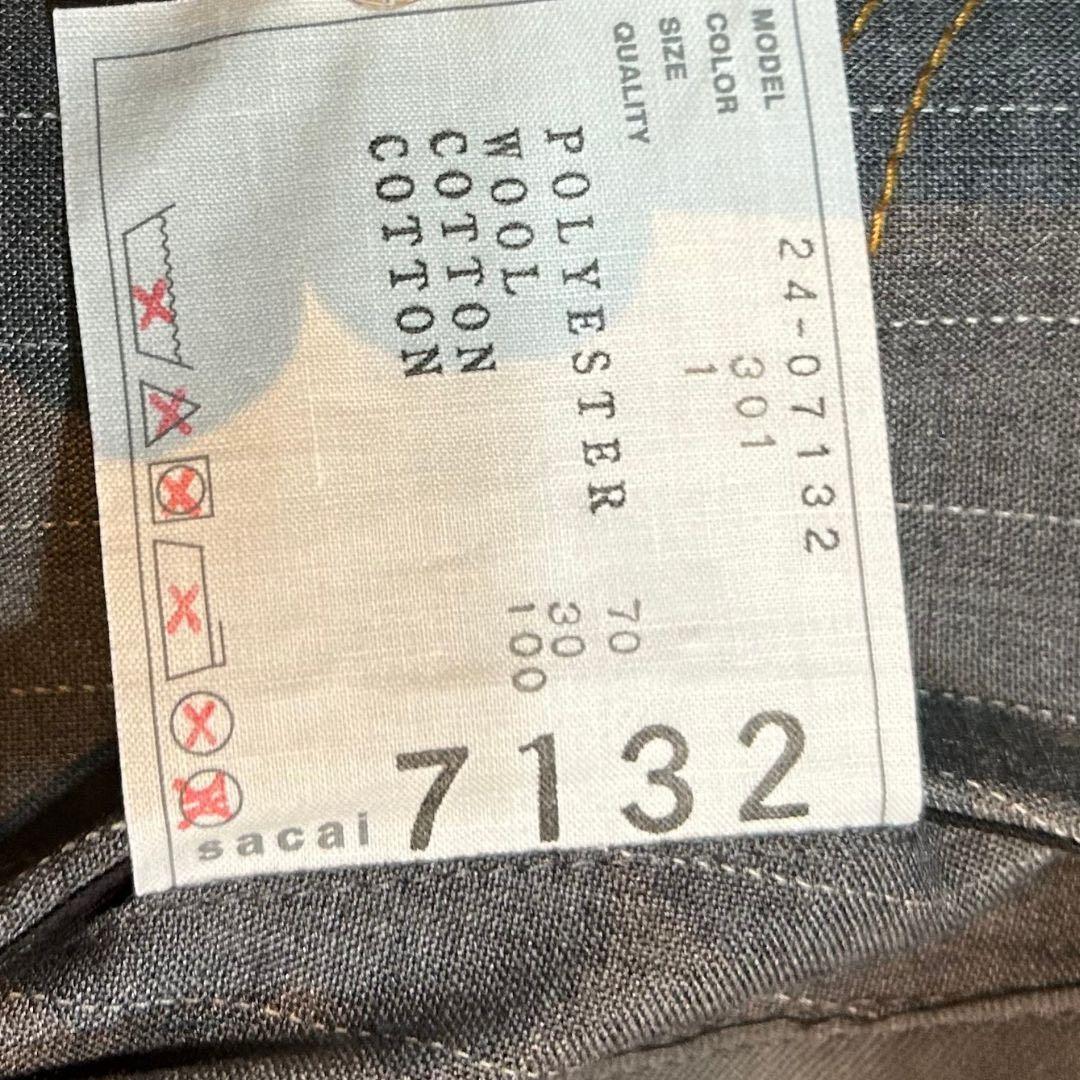 MODEL 24-07132
COLOR 301
SIZE 1
QUALITY
POLYESTER 70
WOOL 30
COTTON 100
COTTON
sacai 7132